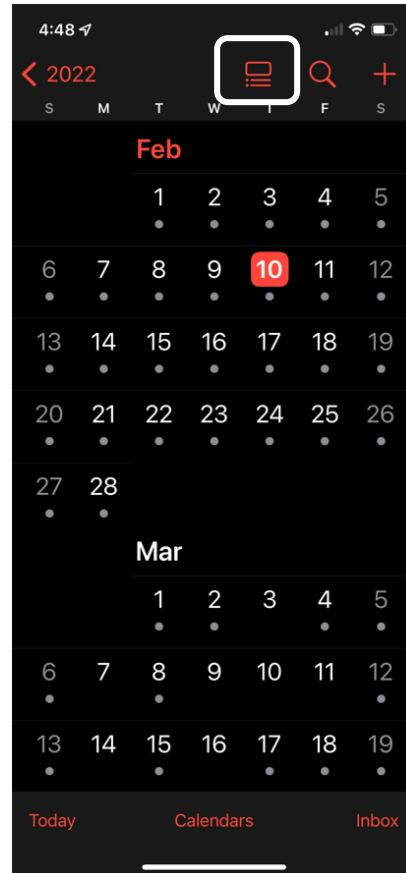 4:48
2022
S M T W T F S
Feb
1 2 3 4 5
6 7 8 9 10 11 12
13 14 15 16 17 18 19
20 21 22 23 24 25 26
27 28
Mar
1 2 3 4 5
6 7 8 9 10 11 12
13 14 15 16 17 18 19
Today Calendars Inbox